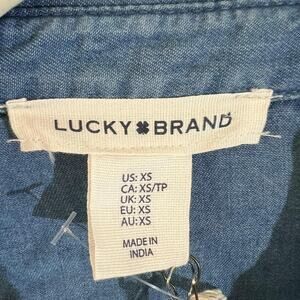 LUCKY BRAND
US: XS
CA: XS/TP
UK: XS
EU: XS
AU: XS
MADE IN
INDIA